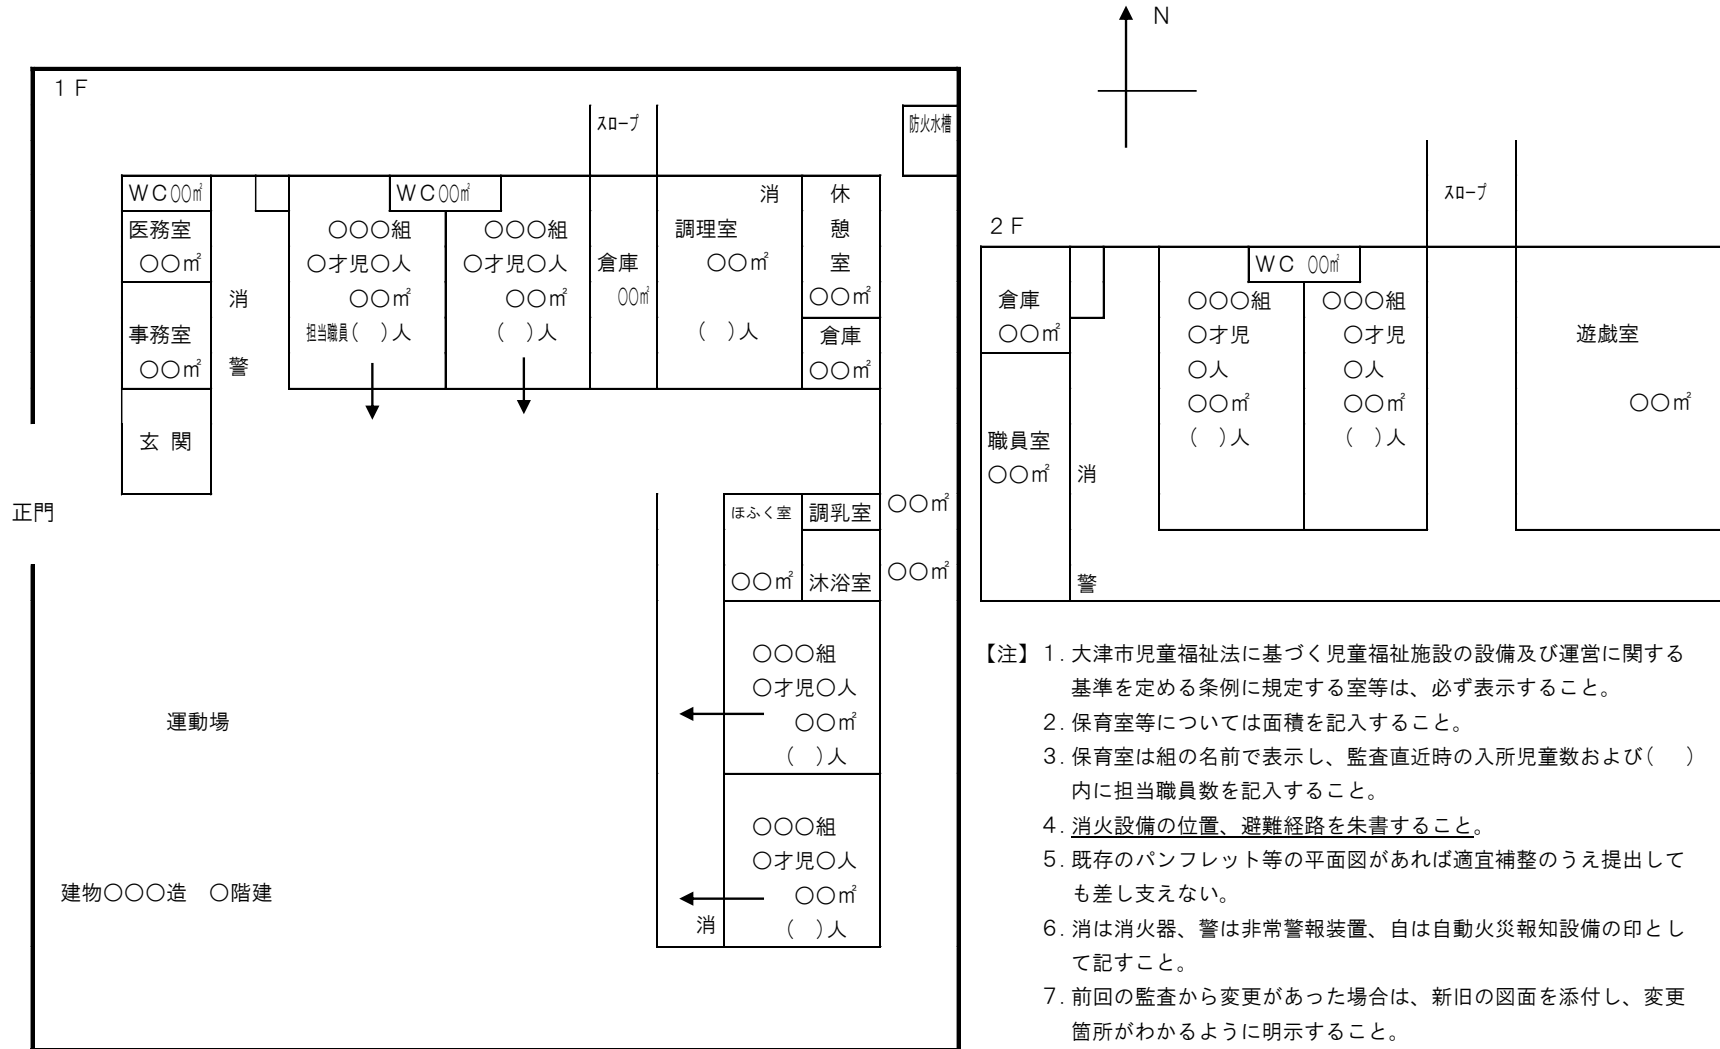 N
１Ｆ
スロープ
防火水槽
ＷＣ○○㎡
ＷＣ○○㎡
消
休憩室
○○㎡
医務室
○○㎡
○○○組
○才児○人
○○㎡
担当職員(　)人
○○○組
○才児○人
○○㎡
(　)人
倉庫
○○㎡
調理室
○○㎡
(　)人
倉庫
○○㎡
消
警
事務室
○○㎡
玄 関
正門
ほふく室
○○㎡
調乳室
○○㎡
沐浴室
○○㎡
○○○組
○才児○人
○○㎡
(　)人
運動場
○○○組
○才児○人
○○㎡
(　)人
消
建物○○○造　○階建
スロープ
２Ｆ
倉庫
○○㎡
ＷＣ ○○㎡
○○○組
○才児
○人
○○㎡
(　)人
○○○組
○才児
○人
○○㎡
(　)人
遊戯室
○○㎡
職員室
○○㎡
消
警
【注】１. 大津市児童福祉法に基づく児童福祉施設の設備及び運営に関する
基準を定める条例に規定する室等は、必ず表示すること。
２. 保育室等については面積を記入すること。
３. 保育室は組の名前で表示し、監査直近時の入所児童数および(　)
内に担当職員数を記入すること。
４. 消火設備の位置、避難経路を朱書すること。
５. 既存のパンフレット等の平面図があれば適宜補整のうえ提出して
も差し支えない。
６. 消は消火器、警は非常警報装置、自は自動火災報知設備の印とし
て記すこと。
７. 前回の監査から変更があった場合は、新旧の図面を添付し、変更
箇所がわかるように明示すること。